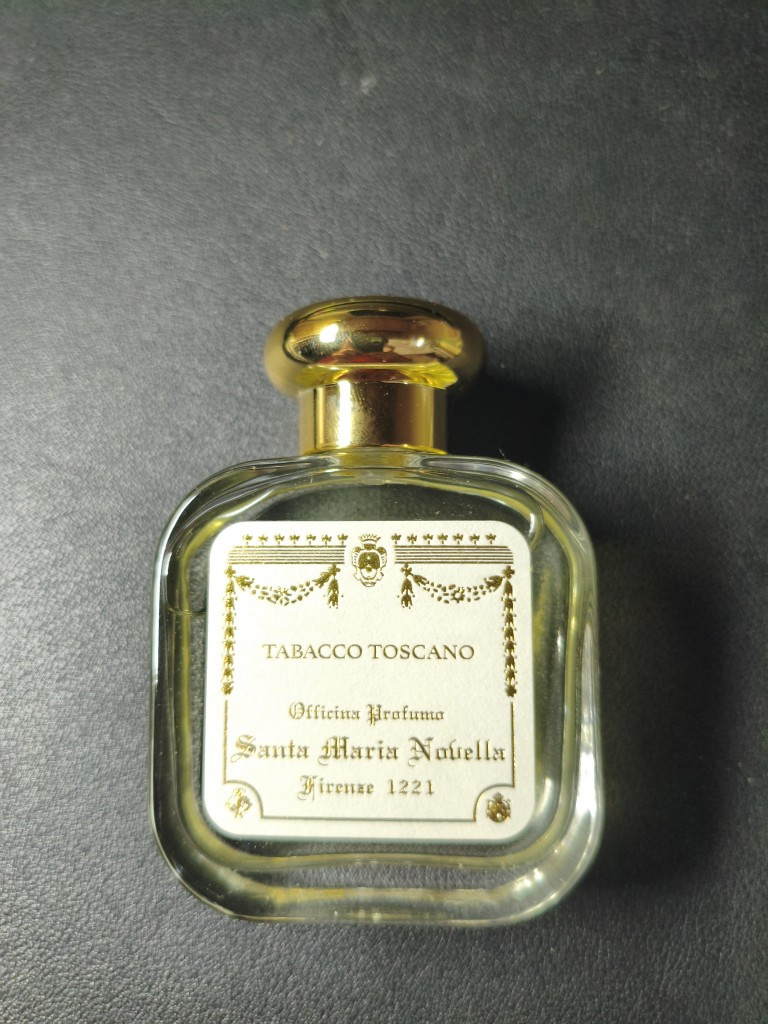 TABACCO TOSCANO
Officina Profumo
Santa Maria Novella
Firenze 1221